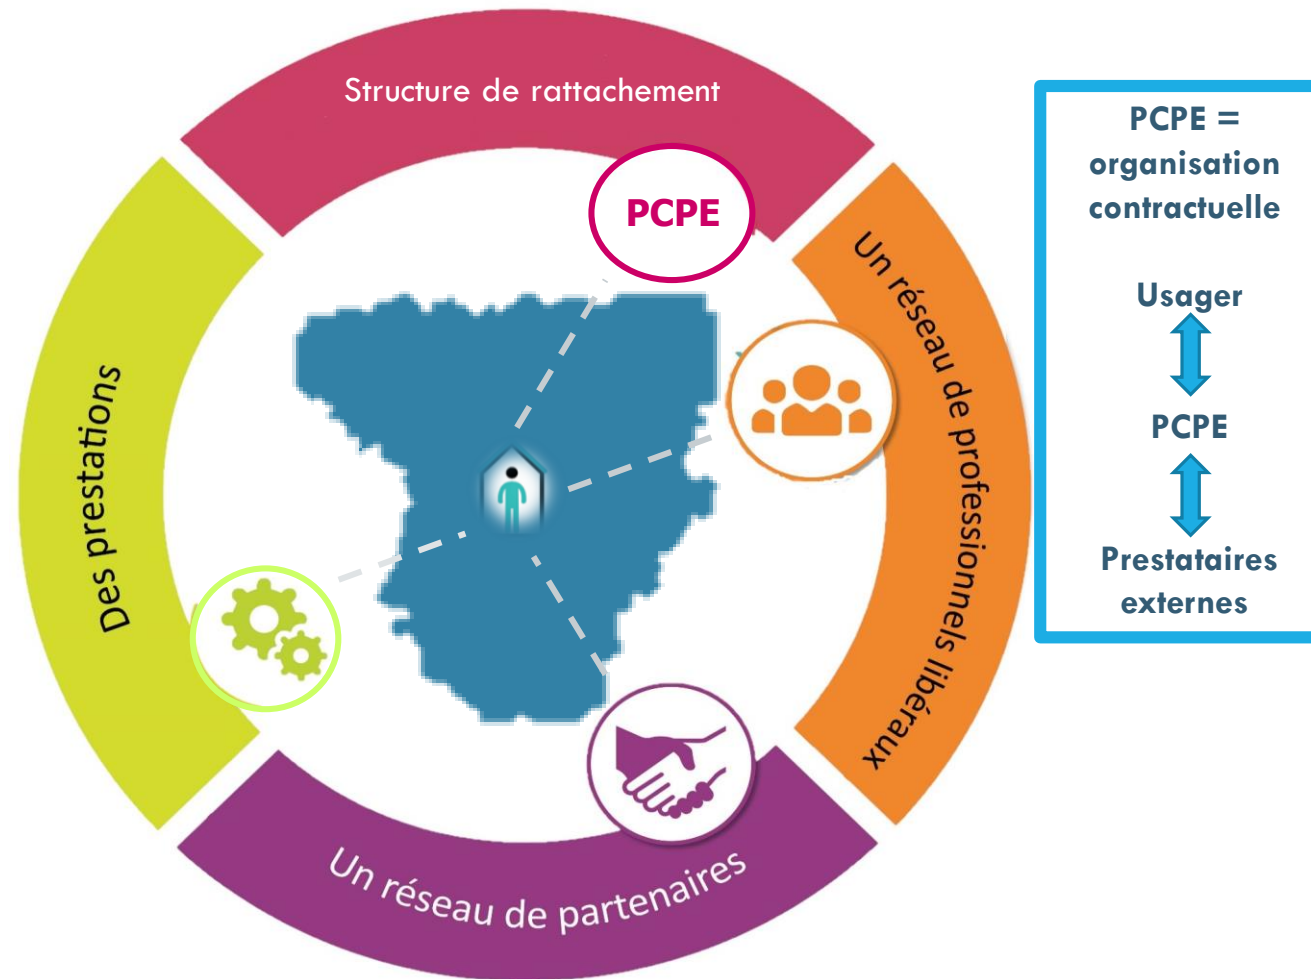 Structure de rattachement
PCPE
Un réseau de professionnels libéraux
Des prestations
Un réseau de partenaires
PCPE =
organisation
contractuelle
Usager
PCPE
Prestataires
externes